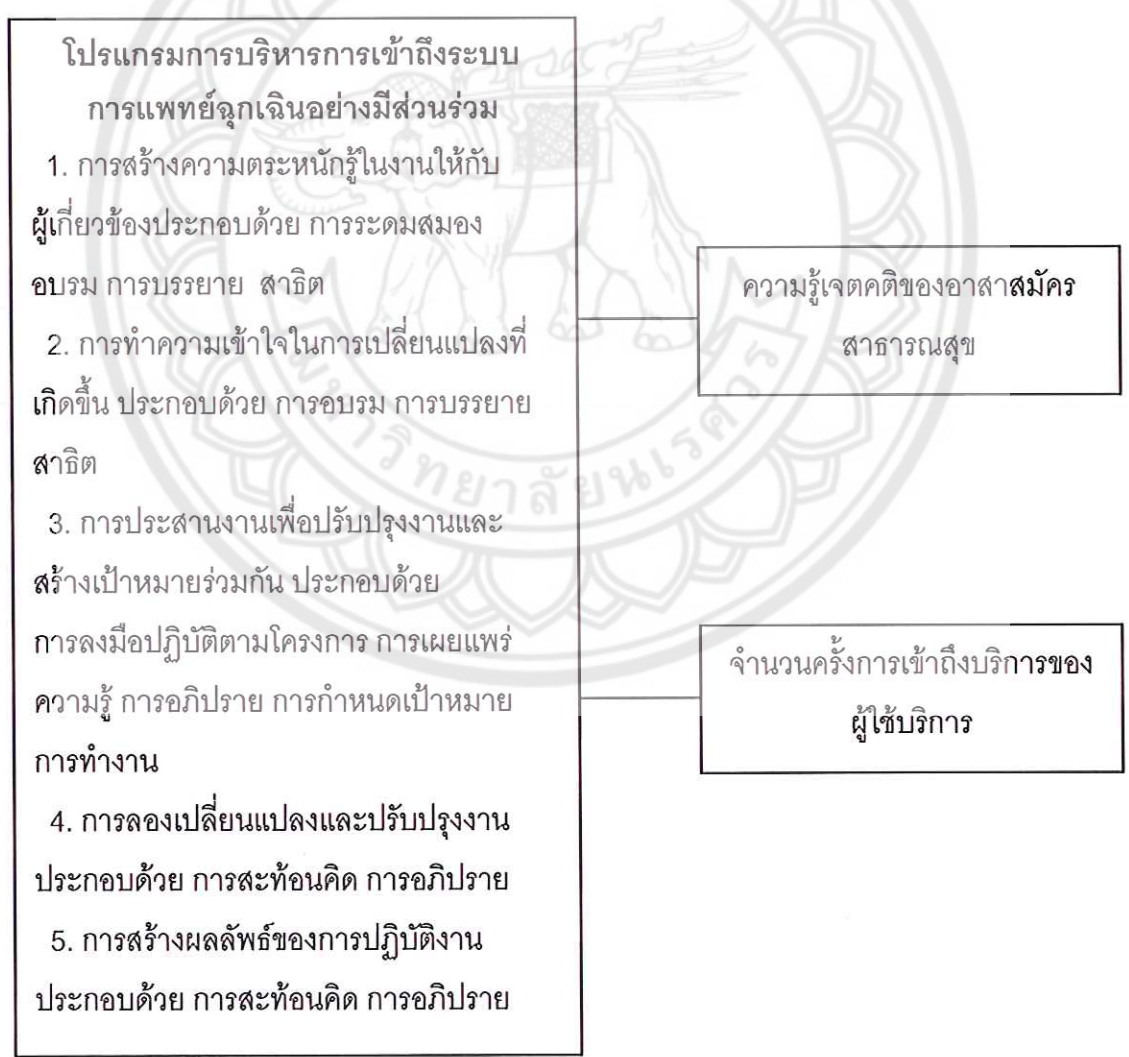 โปรแกรมการบริหารการเข้าถึงระบบ
การแพทย์ฉุกเฉินอย่างมีส่วนร่วม
1. การสร้างความตระหนักรู้ในงานให้กับ
ผู้เกี่ยวข้องประกอบด้วย การระดมสมอง
อบรม การบรรยาย สาธิต
2. การทำความเข้าใจในการเปลี่ยนแปลงที่
เกิดขึ้น ประกอบด้วย การอบรม การบรรยาย
สาธิต
3. การประสานงานเพื่อปรับปรุงงานและ
สร้างเป้าหมายร่วมกัน ประกอบด้วย
การลงมือปฏิบัติตามโครงการ การเผยแพร่
ความรู้ การอภิปราย การกำหนดเป้าหมาย
การทำงาน
4. การลองเปลี่ยนแปลงและปรับปรุงงาน
ประกอบด้วย การสะท้อนคิด การอภิปราย
5. การสร้างผลลัพธ์ของการปฏิบัติงาน
ประกอบด้วย การสะท้อนคิด การอภิปราย
ความรู้เจตคติของอาสาสมัคร
สาธารณสุข
จำนวนครั้งการเข้าถึงบริการของ
ผู้ใช้บริการ
มหาวิทยาลัยนเรศวร